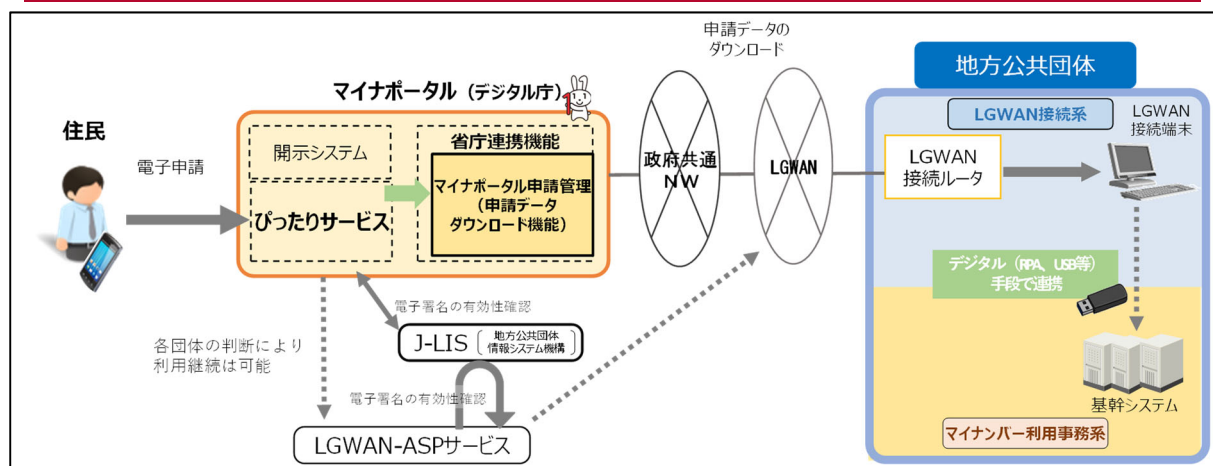 申請データの
ダウンロード
地方公共団体
マイナポータル（デジタル庁）
住民
電子申請
開示システム
ぴったりサービス
省庁連携機能
マイナポータル申請管理
（申請データ
ダウンロード機能）
政府共通
NW
LGWAN
LGWAN接続系
LGWAN
接続端末
LGWAN
接続ルータ
デジタル（RPA、USB等）
手段で連携
電子署名の有効性確認
J-LIS
地方公共団体
情報システム機構
各団体の判断により
利用継続は可能
電子署名の有効性確認
LGWAN-ASPサービス
基幹システム
マイナンバー利用事務系